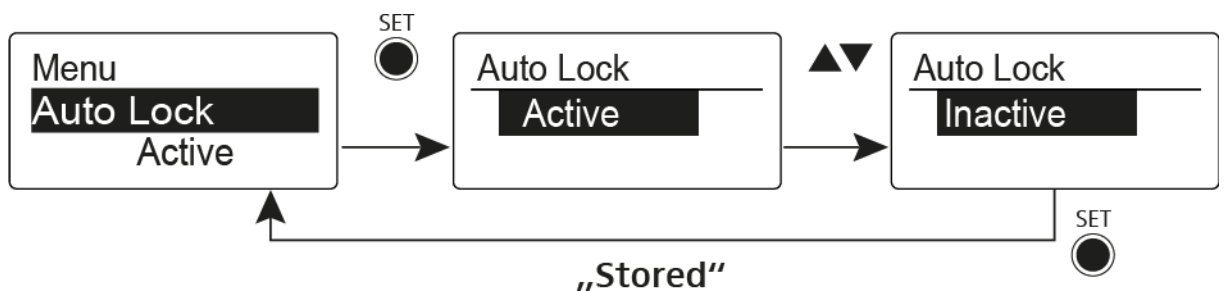 SET
Menu
Auto Lock
Active
Auto Lock
Active
▲▼
Auto Lock
Inactive
SET
„Stored“